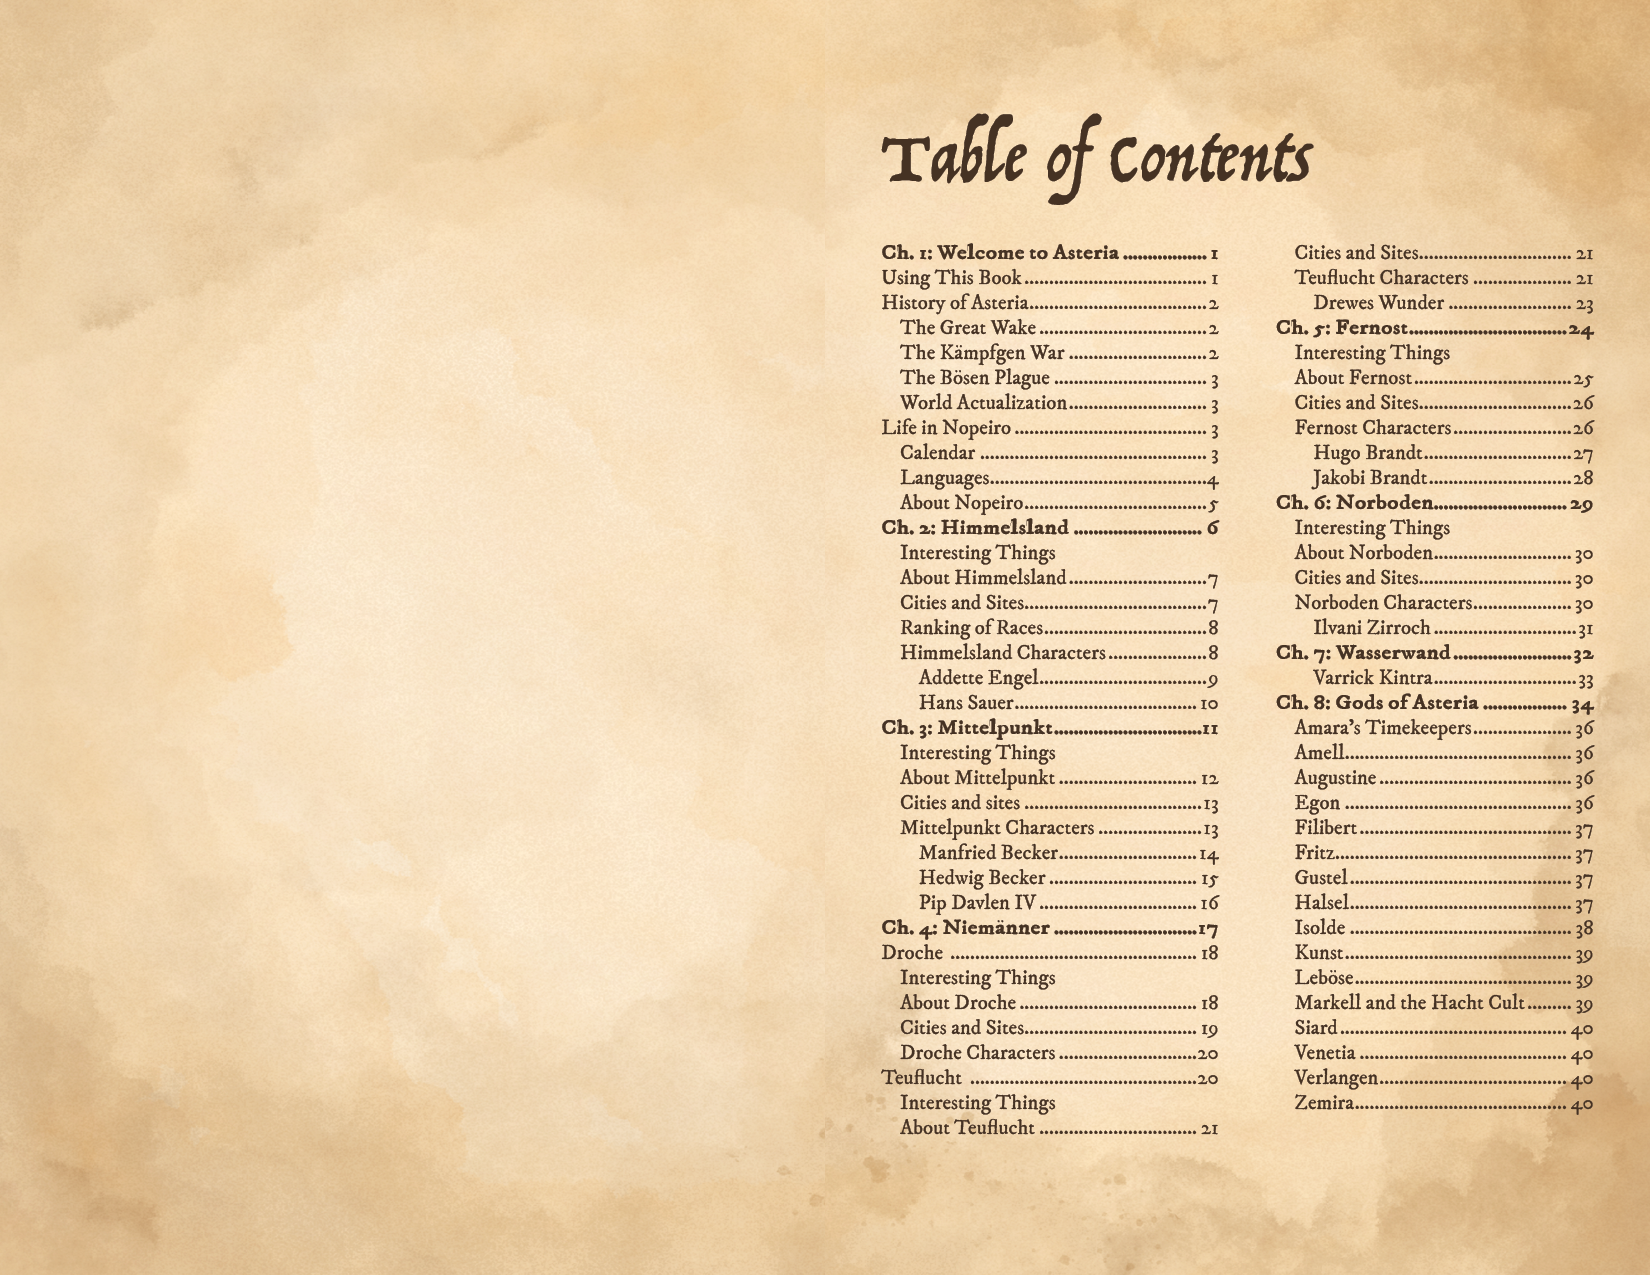 Table of Contents
Ch. 1: Welcome to Asteria ................. 1
Using This Book ..................................... 1
History of Asteria.................................... 2
The Great Wake ..................................2
The Kämpfgen War ............................2
The Bösen Plague ............................... 3
World Actualization............................ 3
Life in Nopeiro ....................................... 3
Calendar .............................................. 3
Languages............................................4
About Nopeiro.....................................5
Ch. 2: Himmelsland .......................... 6
Interesting Things
About Himmelsland............................7
Cities and Sites.....................................7
Ranking of Races.................................8
Himmelsland Characters....................8
Addette Engel..................................9
Hans Sauer...................................... 10
Ch. 3: Mittelpunkt..............................11
Interesting Things
About Mittelpunkt ............................ 12
Cities and sites ....................................13
Mittelpunkt Characters .....................13
Manfried Becker............................14
Hedwig Becker .............................. 15
Pip Davlen IV ................................ 16
Ch. 4: Niemänner .............................17
Droche .................................................. 18
Interesting Things
About Droche .................................... 18
Cities and Sites................................... 19
Droche Characters ............................20
Teuflucht ..............................................20
Interesting Things
About Teuflucht ................................ 21
Cities and Sites............................... 21
Teuflucht Characters .................... 21
Drewes Wunder ......................... 23
Ch. 5: Fernost................................24
Interesting Things
About Fernost................................25
Cities and Sites...............................26
Fernost Characters........................26
Hugo Brandt..............................27
Jakobi Brandt.............................28
Ch. 6: Norboden........................... 29
Interesting Things
About Norboden............................ 30
Cities and Sites............................... 30
Norboden Characters.................... 30
Ilvani Zirroch .............................31
Ch. 7: Wasserwand........................32
Varrick Kintra.............................33
Ch. 8: Gods of Asteria ................. 34
Amara’s Timekeepers.................... 36
Amell.............................................. 36
Augustine ....................................... 36
Egon .............................................. 36
Filibert........................................... 37
Fritz............................................... 37
Gustel............................................. 37
Halsel............................................. 37
Isolde ............................................. 38
Kunst.............................................. 39
Leböse............................................ 39
Markell and the Hacht Cult......... 39
Siard .............................................. 40
Venetia .......................................... 40
Verlangen...................................... 40
Zemira........................................... 40